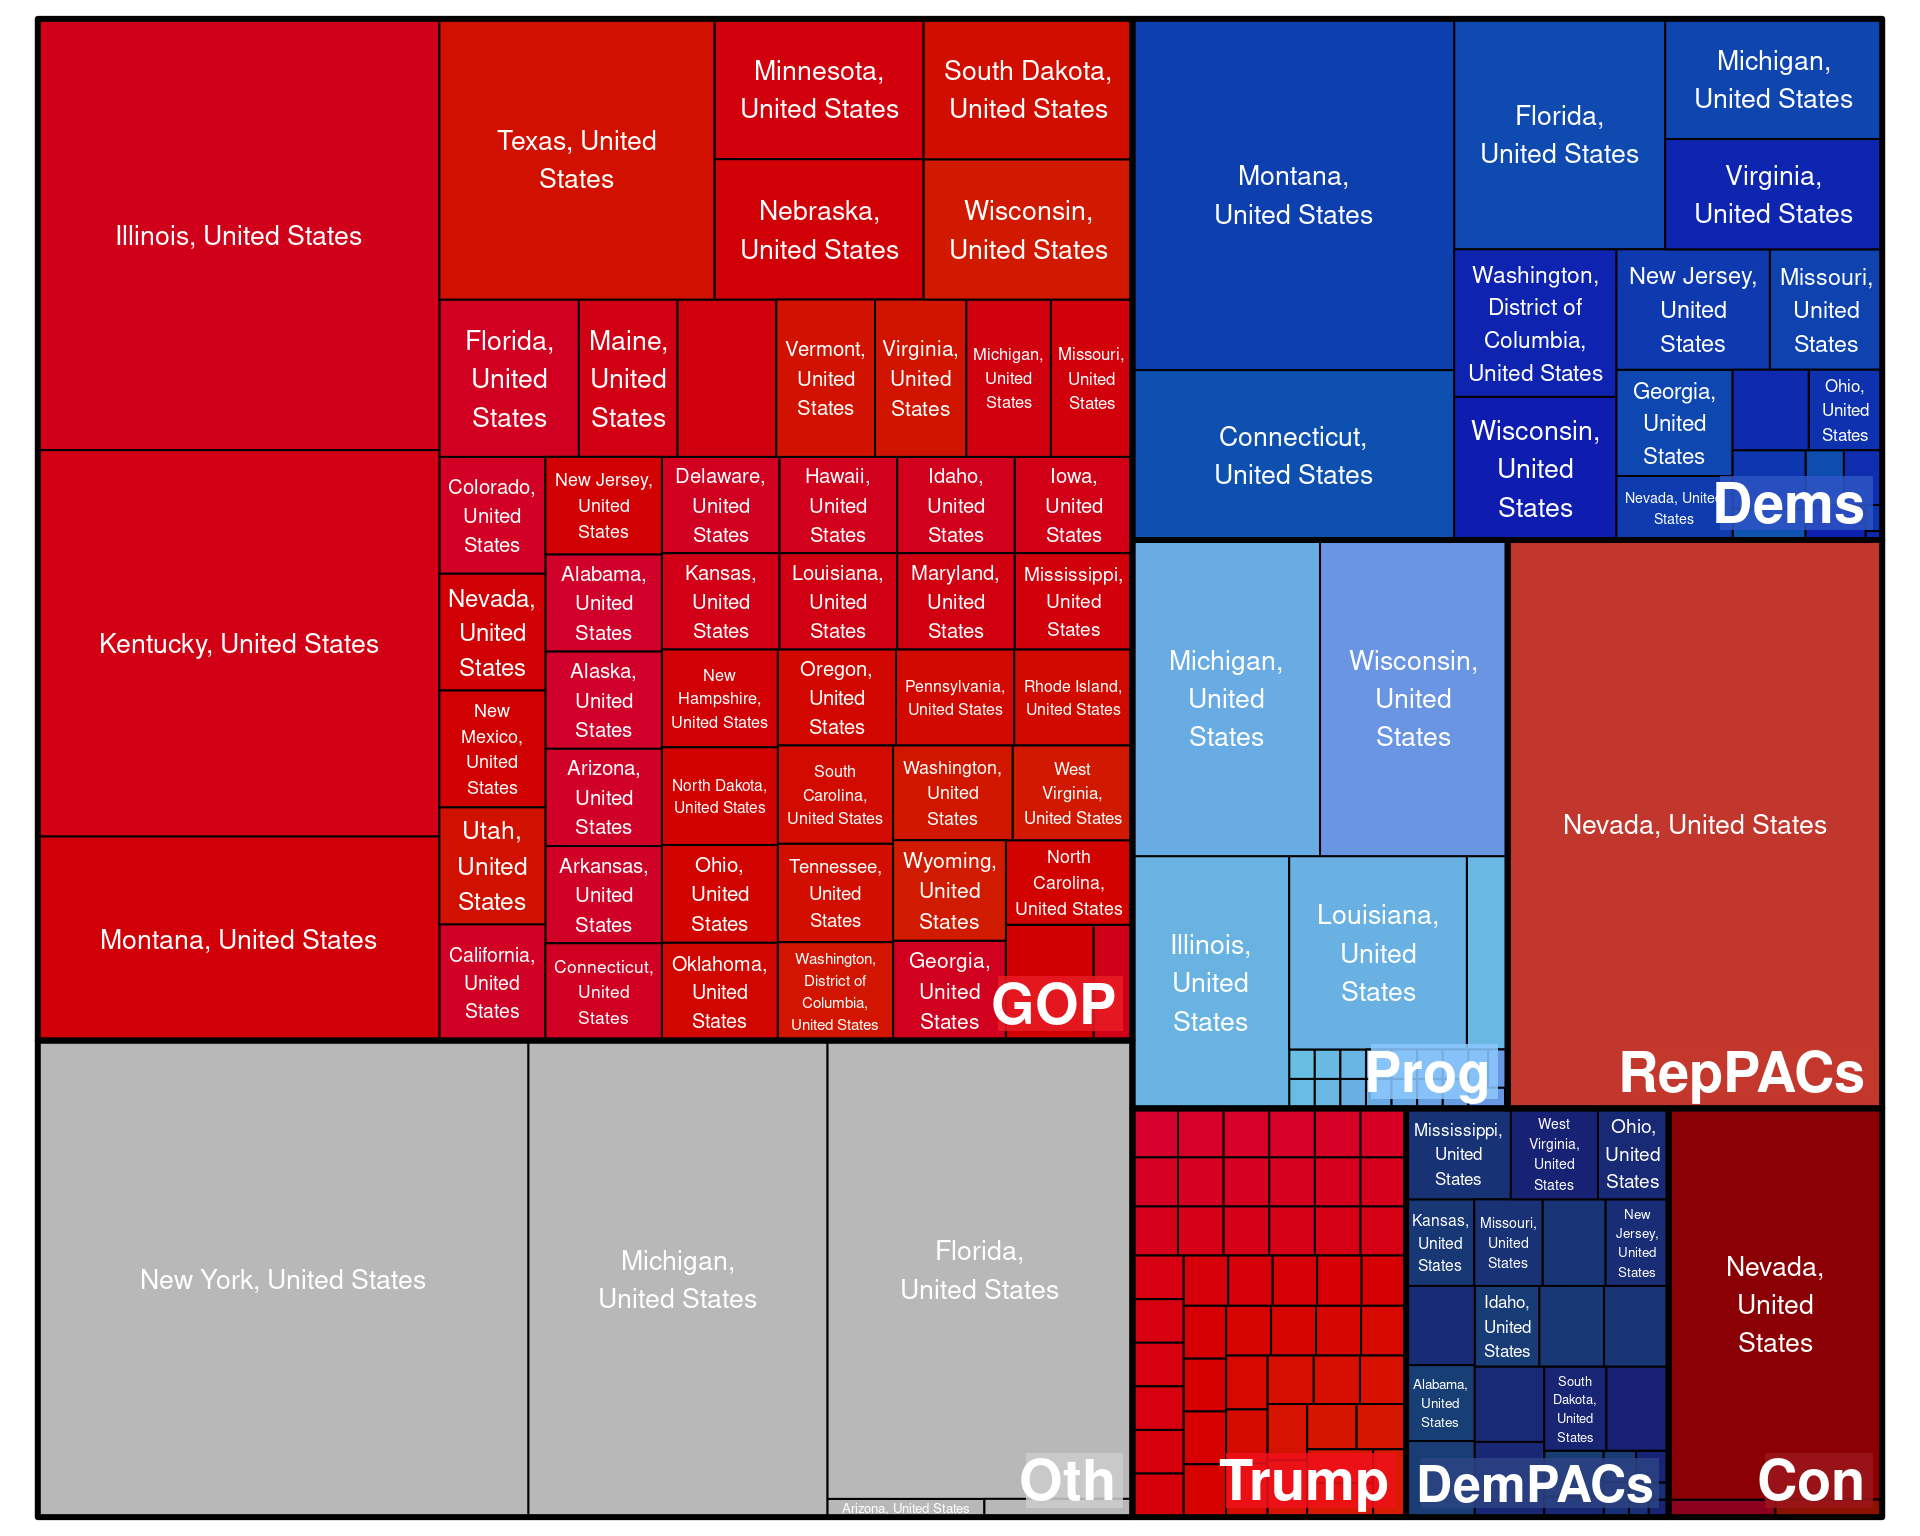 Illinois, United States
Kentucky, United States
Montana, United States
Texas, United
States
Minnesota,
United States
South Dakota,
United States
Nebraska,
United States
Wisconsin,
United States
Florida,
United
States
Maine,
United
States
Vermont,
United
States
Virginia,
United
States
Michigan,
United
States
Missouri,
United
States
Colorado,
United
States
Nevada,
United
States
New
Mexico,
United
States
Utah,
United
States
California,
United
States
New Jersey,
United
States
Alabama,
United
States
Alaska,
United
States
Arizona,
United
States
Arkansas,
United
States
Connecticut,
United
States
Delaware,
United
States
Hawaii,
United
States
Idaho,
United
States
Iowa,
United
States
Kansas,
United
States
Louisiana,
United
States
Maryland,
United
States
Mississippi,
United
States
New
Hampshire,
United States
Oregon,
United
States
Pennsylvania,
United States
Rhode Island,
United States
North Dakota,
United States
South
Carolina,
United States
Washington,
United
States
West
Virginia,
United States
Ohio,
United
States
Tennessee,
United
States
Wyoming,
United
States
North
Carolina,
United States
Oklahoma,
United
States
Washington,
District of
Columbia,
United States
Georgia,
United
States
GOP
Montana,
United States
Connecticut,
United States
Florida,
United States
Michigan,
United States
Virginia,
United States
Washington,
District of
Columbia,
United States
Wisconsin,
United
States
New Jersey,
United
States
Missouri,
United
States
Georgia,
United
States
Ohio,
United
States
Nevada, United
States
Dems
Michigan,
United
States
Wisconsin,
United
States
Illinois,
United
States
Louisiana,
United
States
Prog
Nevada, United States
RepPACs
New York, United States
Michigan,
United States
Florida,
United States
Arizona, United States
Oth
Trump
Mississippi,
United
States
West
Virginia,
United
States
Ohio,
United
States
Kansas,
United
States
Missouri,
United
States
New
Jersey,
United
States
Idaho,
United
States
Alabama,
United
States
South
Dakota,
United
States
DemPACs
Nevada,
United
States
Con